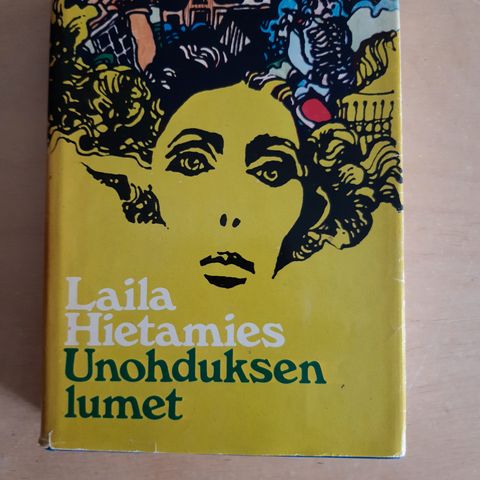 Laila
Hietamies
Unohduksen
lumet